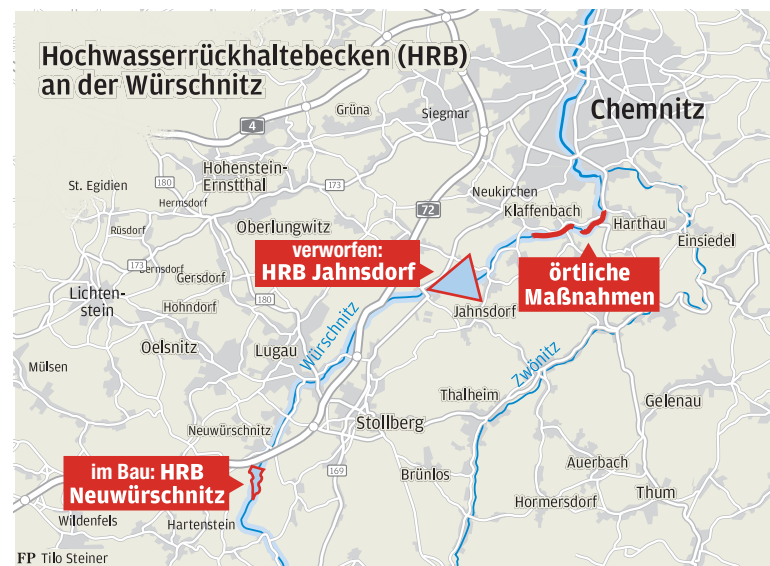 Hochwasserrückhaltebecken (HRB)
an der Würschnitz
Grüna
Siegmar
Chemnitz
4
Hohenstein-
Ernstthal
St. Egidien
180
173
Hermsdorf
Neukirchen
72
Klaffenbach
Rüsdorf
Oberlungwitz
Harthau
Einsiedel
verworfen:
HRB Jahnsdorf
173
Bernsdorf
Gersdorf
örtliche
Maßnahmen
Lichten-
stein
Hohndorf
180
Jahnsdorf
Würschnitz
Oelsnitz
Lugau
Mülsen
Zwönitz
Thalheim
Gelenau
Stollberg
Neuwürschnitz
im Bau: HRB
Neuwürschnitz
169
Brünlos
Auerbach
Thum
Hormersdorf
Wildenfels
Hartenstein
FP Tilo Steiner